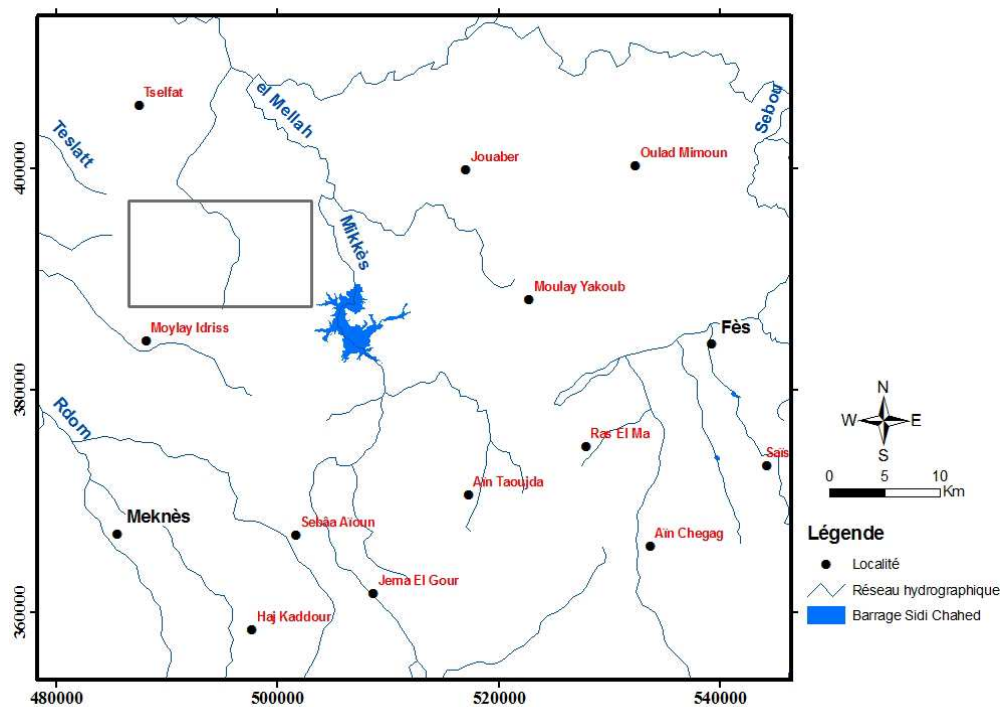 Tselfat
el Mellah
Sebou
Teslatt
Jouaber
Oulad Mimoun
400000
Mikkès
Moulay Yakoub
Moylay Idriss
Fès
380000
Rdom
Ras El Ma
Saïs
Aïn Taoujda
Meknès
Sebâa Aïoun
Aïn Chegag
Jema El Gour
Haj Kaddour
360000
480000
500000
520000
540000
N
W E
S
0 5 10
Km
Légende
Localité
Réseau hydrographique
Barrage Sidi Chahed